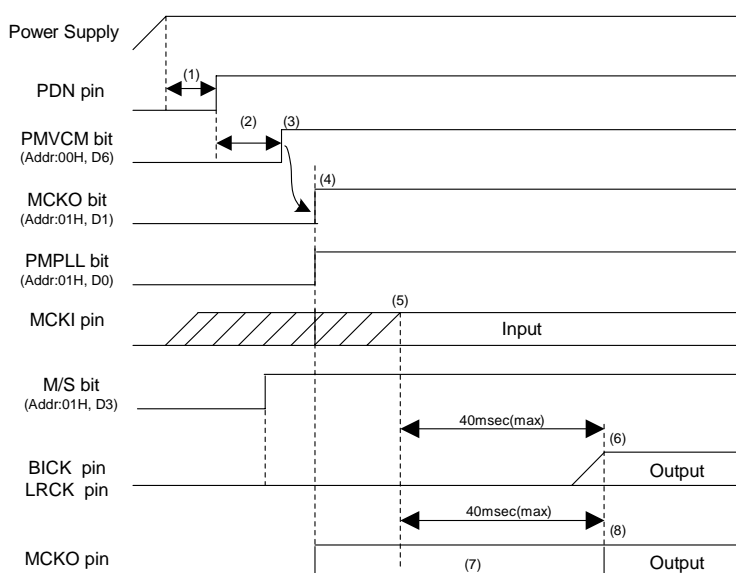 Power Supply
(1)
PDN pin
(2)
(3)
PMVCM bit
(Addr:00H, D6)
(4)
MCKO bit
(Addr:01H, D1)
PMPLL bit
(Addr:01H, D0)
(5)
MCKI pin
Input
M/S bit
(Addr:01H, D3)
40msec(max)
(6)
BICK pin
Output
LRCK pin
40msec(max)
(8)
MCKO pin
(7)
Output